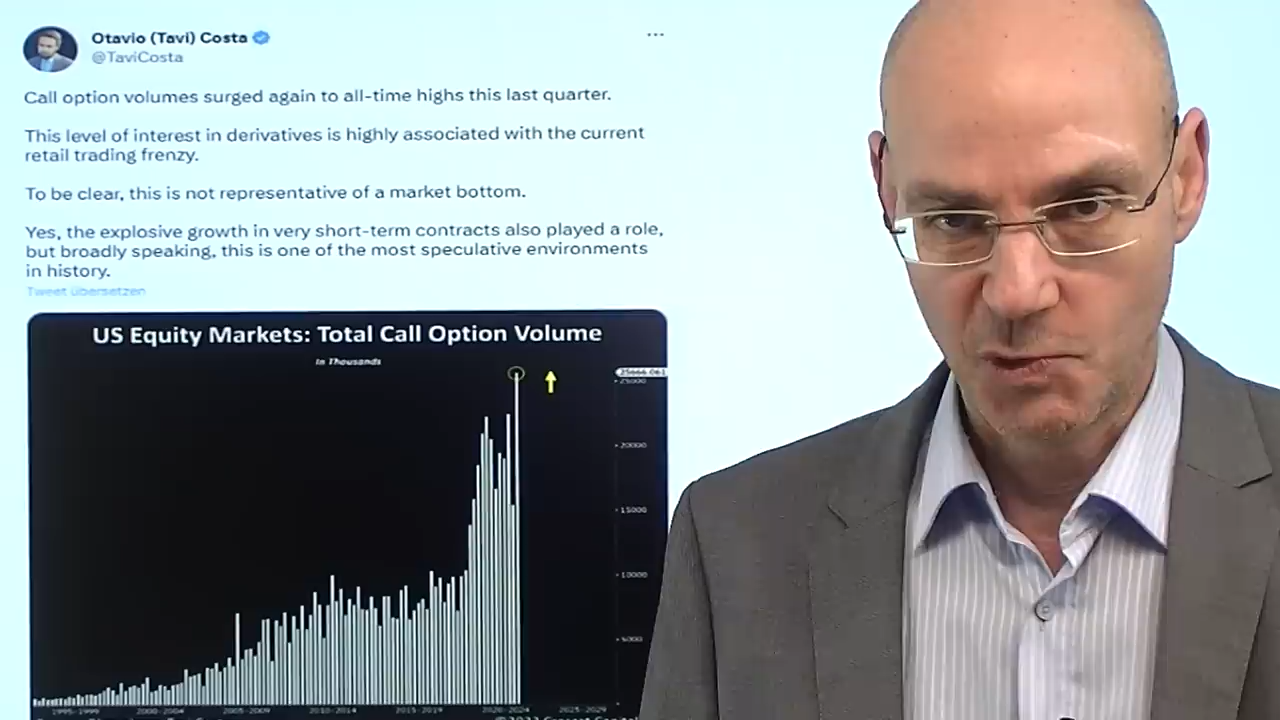 Otavio (Tavi) Costa
@TaviCosta
Call option volumes surged again to all-time highs this last quarter.
This level of interest in derivatives is highly associated with the current
retail trading frenzy.
To be clear, this is not representative of a market bottom.
Yes, the explosive growth in very short-term contracts also played a role,
but broadly speaking, this is one of the most speculative environments
in history.
Tweet übersetzen
US Equity Markets: Total Call Option Volume
In Thousands
25000
20000
15000
10000
5000
1995-1999 2000-2004 2005-2009 2010-2014 2015-2019 2020-2024 2025-2029